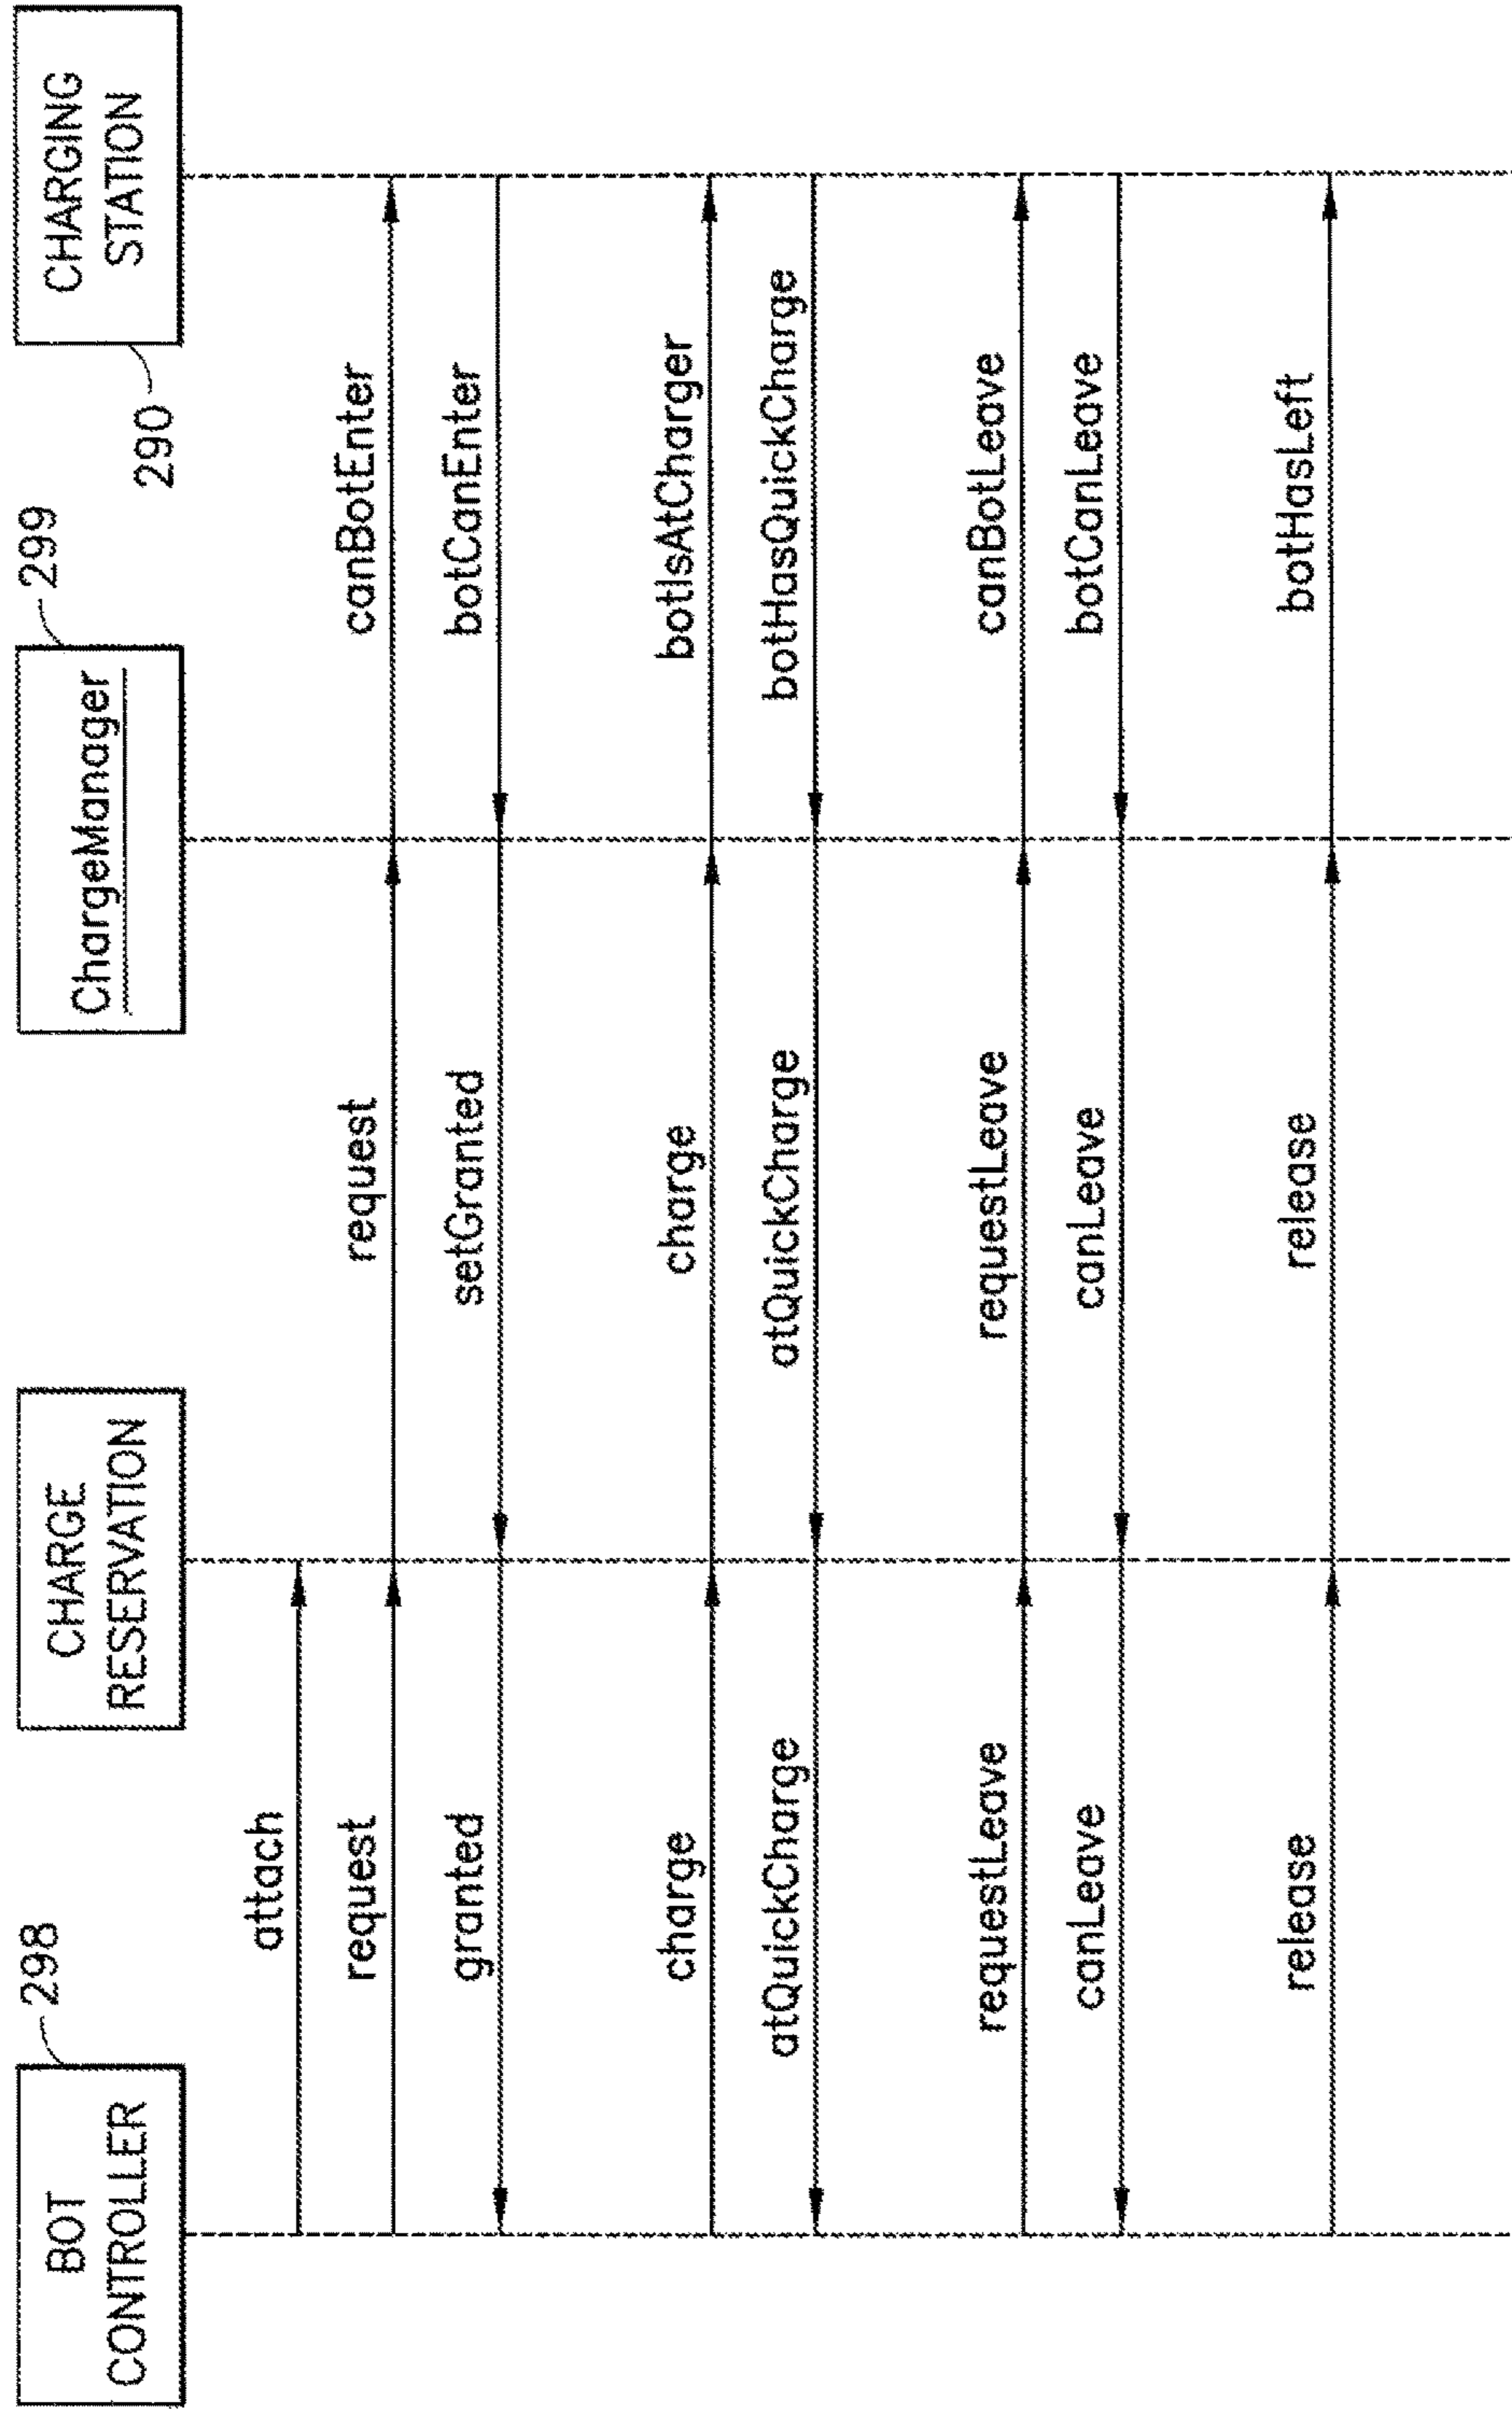 BOT
CONTROLLER
298
CHARGE
RESERVATION
ChargeManager
299
CHARGING
STATION
290
attach
request
request
canBotEnter
granted
setGranted
botCanEnter
charge
charge
botIsAtCharger
atQuickCharge
atQuickCharge
botHasQuickCharge
requestLeave
requestLeave
canBotLeave
canLeave
canLeave
botCanLeave
release
release
botHasLeft